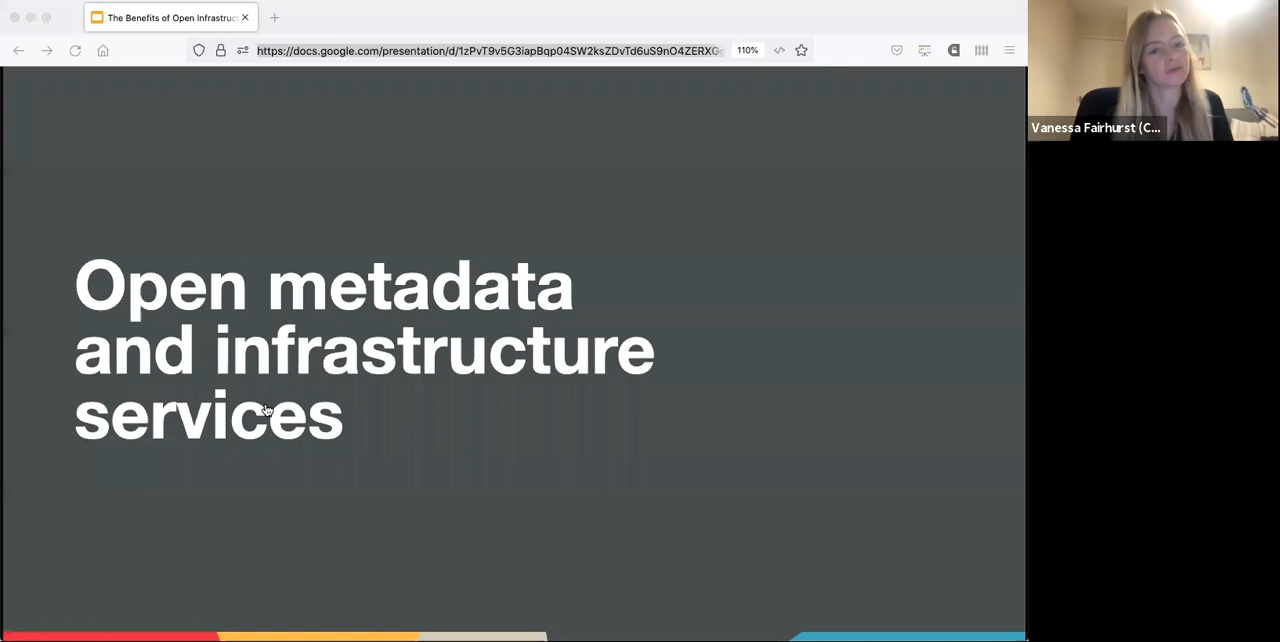 The Benefits of Open Infrastruc
https://docs.google.com/presentation/d/1zPvT9v5G3iapBqp04SW2ksZDvTd6uS9nO4ZERXG
110%
Vanessa Fairhurst (C...
Open metadata
and infrastructure
services